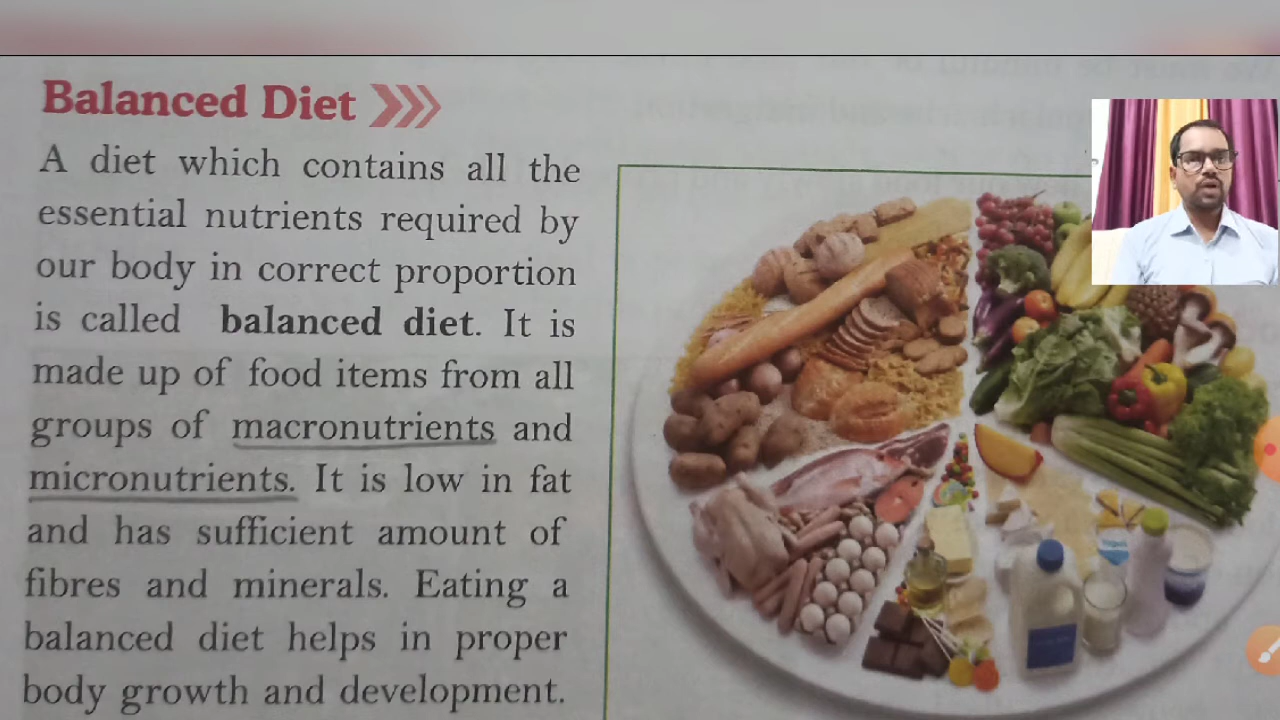 Balanced Diet
A diet which contains all the
essential nutrients required by
our body in correct proportion
is called balanced diet. It is
made up of food items from all
groups of macronutrients and
micronutrients. It is low in fat
and has sufficient amount of
fibres and minerals. Eating a
balanced diet helps in proper
body growth and development.